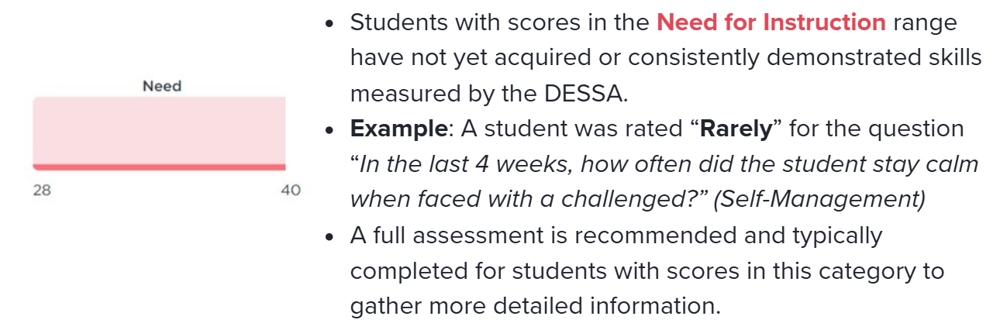 Need
28 40
• Students with scores in the Need for Instruction range
have not yet acquired or consistently demonstrated skills
measured by the DESSA.
• Example: A student was rated “Rarely” for the question
“In the last 4 weeks, how often did the student stay calm
when faced with a challenged?” (Self-Management)
• A full assessment is recommended and typically
completed for students with scores in this category to
gather more detailed information.